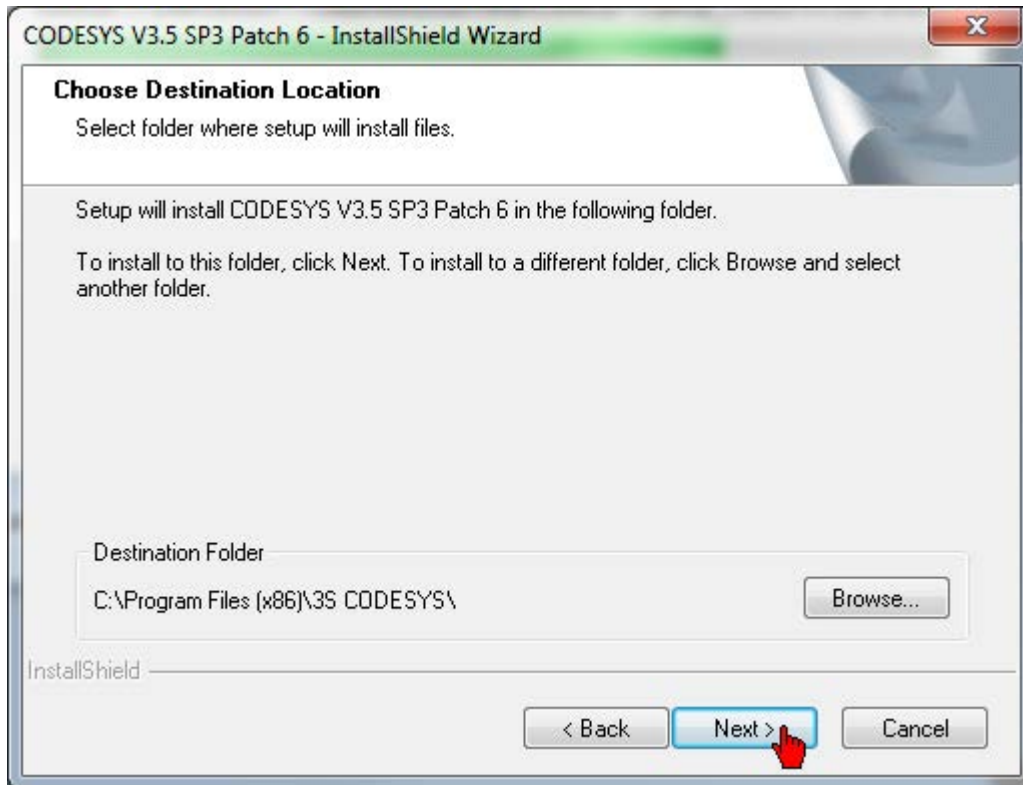 CODESYS V3.5 SP3 Patch 6 - InstallShield Wizard
Choose Destination Location
Select folder where setup will install files.
Setup will install CODESYS V3.5 SP3 Patch 6 in the following folder.
To install to this folder, click Next. To install to a different folder, click Browse and select
another folder.
Destination Folder
C:\Program Files (x86)\3S CODESYS\
Browse...
InstallShield
< Back
Next >
Cancel